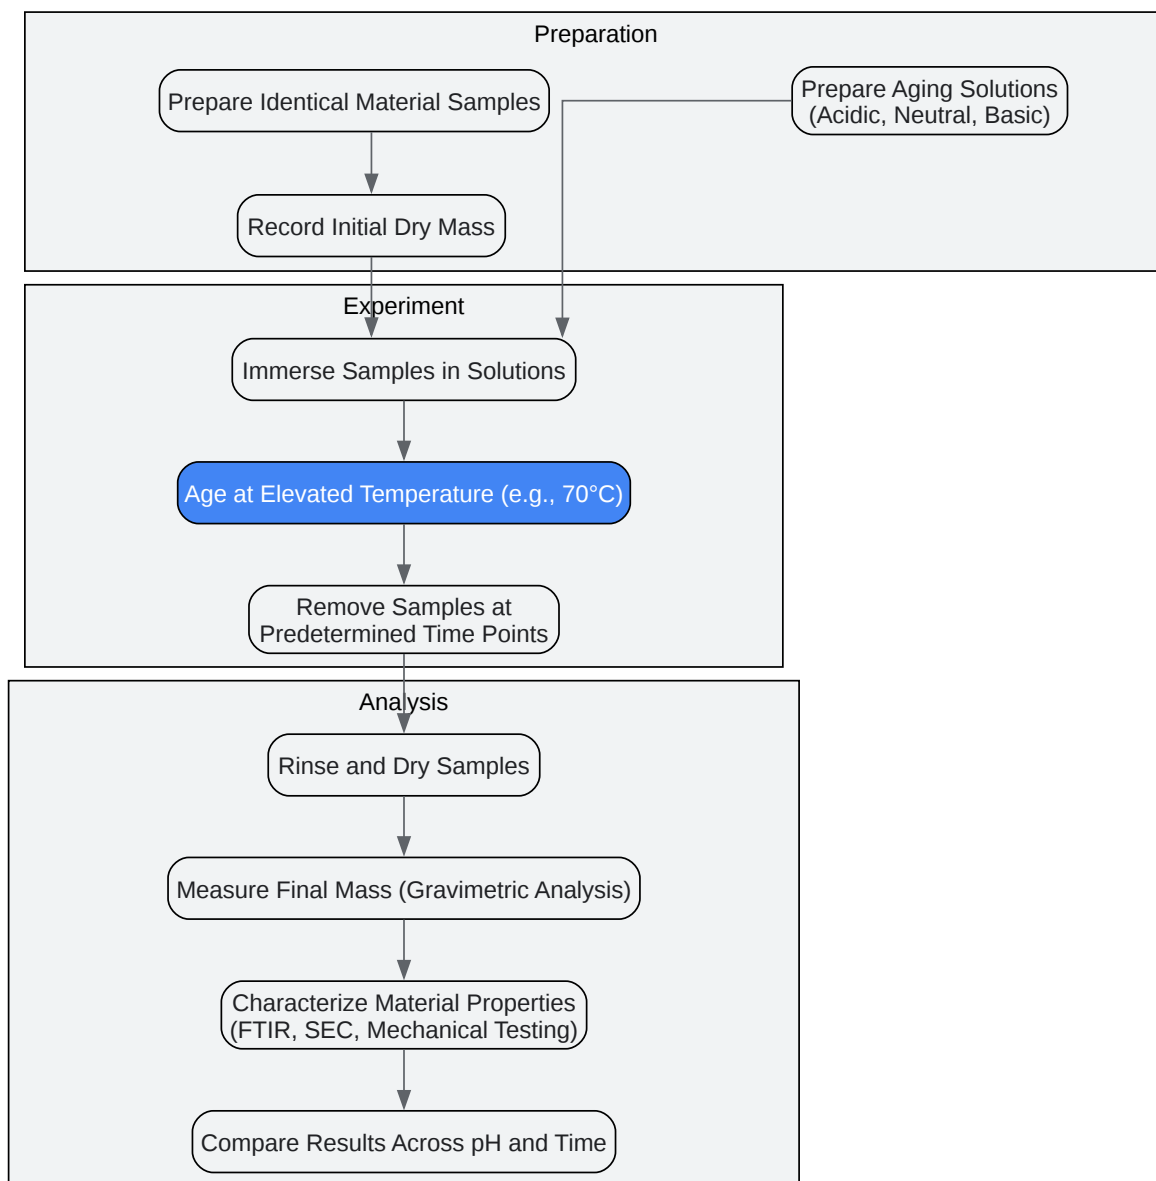 Preparation
Prepare Identical Material Samples
Prepare Aging Solutions
(Acidic, Neutral, Basic)
Record Initial Dry Mass
Experiment
Immerse Samples in Solutions
Age at Elevated Temperature (e.g., 70°C)
Remove Samples at
Predetermined Time Points
Analysis
Rinse and Dry Samples
Measure Final Mass (Gravimetric Analysis)
Characterize Material Properties
(FTIR, SEC, Mechanical Testing)
Compare Results Across pH and Time